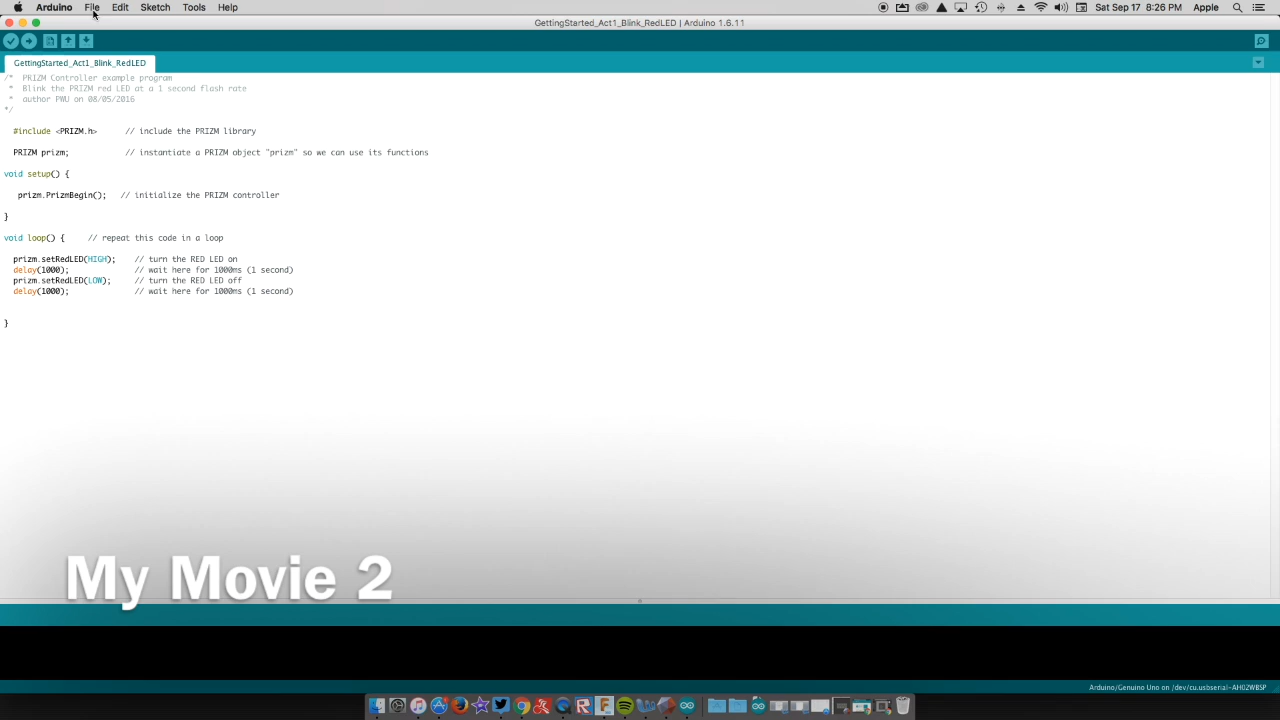 Arduino File Edit Sketch Tools Help Sat Sep 17 8:26 PM Apple
GettingStarted_Act1_Blink_RedLED | Arduino 1.6.11
GettingStarted_Act1_Blink_RedLED
/* PRIZM Controller example program
* Blink the PRIZM red LED at a 1 second flash rate
* author PWU on 08/05/2016
*/
#include <PRIZM.h> // include the PRIZM library
PRIZM prizm; // instantiate a PRIZM object "prizm" so we can use its functions
void setup() {
prizm.PrizmBegin(); // initialize the PRIZM controller
}
void loop() { // repeat this code in a loop
prizm.setRedLED(HIGH); // turn the RED LED on
delay(1000); // wait here for 1000ms (1 second)
prizm.setRedLED(LOW); // turn the RED LED off
delay(1000); // wait here for 1000ms (1 second)
}
My Movie 2
Arduino/Genuino Uno on /dev/cu.usbserial-AH02WBSP